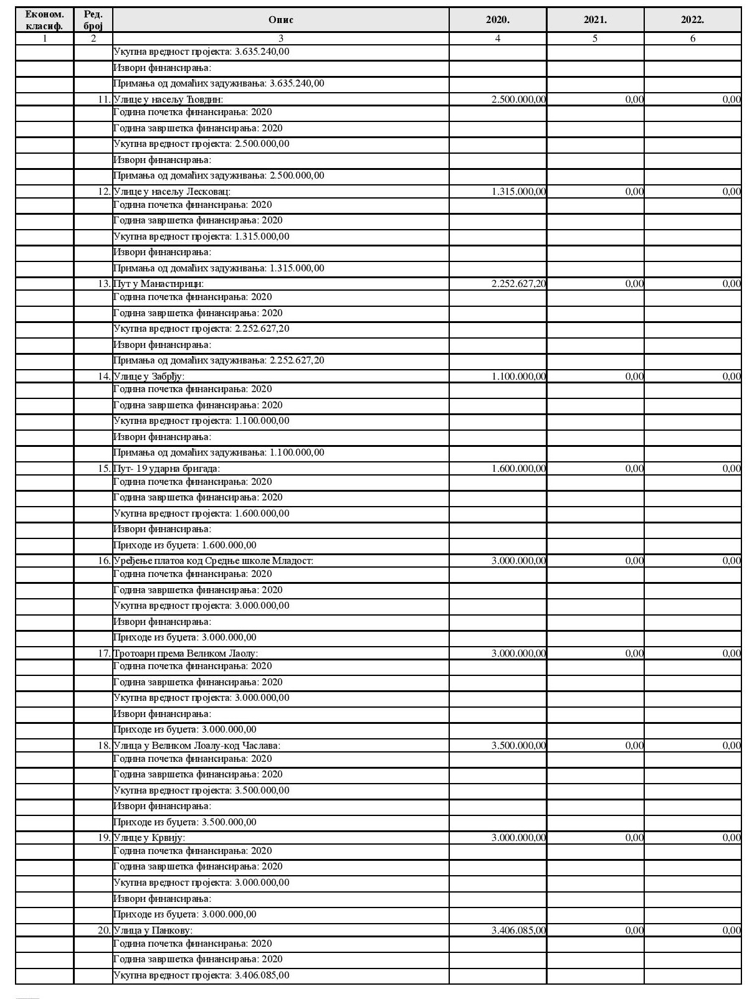 Економ. класиф. Ред. број Опис 2020. 2021. 2022.
1 2 3 4 5 6
Укупна вредност пројекта: 3.635.240,00
Извори финансирања:
Примања од домаћих задуживања: 3.635.240,00
11. Улице у насељу Ћовдин: 2.500.000,00 0,00 0,00
Година почетка финансирања: 2020
Година завршетка финансирања: 2020
Укупна вредност пројекта: 2.500.000,00
Извори финансирања:
Примања од домаћих задуживања: 2.500.000,00
12. Улице у насељу Лесковац: 1.315.000,00 0,00 0,00
Година почетка финансирања: 2020
Година завршетка финансирања: 2020
Укупна вредност пројекта: 1.315.000,00
Извори финансирања:
Примања од домаћих задуживања: 1.315.000,00
13. Пут у Манастирици: 2.252.627,20 0,00 0,00
Година почетка финансирања: 2020
Година завршетка финансирања: 2020
Укупна вредност пројекта: 2.252.627,20
Извори финансирања:
Примања од домаћих задуживања: 2.252.627,20
14. Улице у Забрђу: 1.100.000,00 0,00 0,00
Година почетка финансирања: 2020
Година завршетка финансирања: 2020
Укупна вредност пројекта: 1.100.000,00
Извори финансирања:
Примања од домаћих задуживања: 1.100.000,00
15. Пут- 19 ударна бригада: 1.600.000,00 0,00 0,00
Година почетка финансирања: 2020
Година завршетка финансирања: 2020
Укупна вредност пројекта: 1.600.000,00
Извори финансирања:
Приходе из буџета: 1.600.000,00
16. Уређење платоа код Средње школе Младост: 3.000.000,00 0,00 0,00
Година почетка финансирања: 2020
Година завршетка финансирања: 2020
Укупна вредност пројекта: 3.000.000,00
Извори финансирања:
Приходе из буџета: 3.000.000,00
17. Тротоари према Великом Лаолу: 3.000.000,00 0,00 0,00
Година почетка финансирања: 2020
Година завршетка финансирања: 2020
Укупна вредност пројекта: 3.000.000,00
Извори финансирања:
Приходе из буџета: 3.000.000,00
18. Улица у Великом Лоалу-код Часлава: 3.500.000,00 0,00 0,00
Година почетка финансирања: 2020
Година завршетка финансирања: 2020
Укупна вредност пројекта: 3.500.000,00
Извори финансирања:
Приходе из буџета: 3.500.000,00
19. Улице у Крвију: 3.000.000,00 0,00 0,00
Година почетка финансирања: 2020
Година завршетка финансирања: 2020
Укупна вредност пројекта: 3.000.000,00
Извори финансирања:
Приходе из буџета: 3.000.000,00
20. Улица у Панкову: 3.406.085,00 0,00 0,00
Година почетка финансирања: 2020
Година завршетка финансирања: 2020
Укупна вредност пројекта: 3.406.085,00